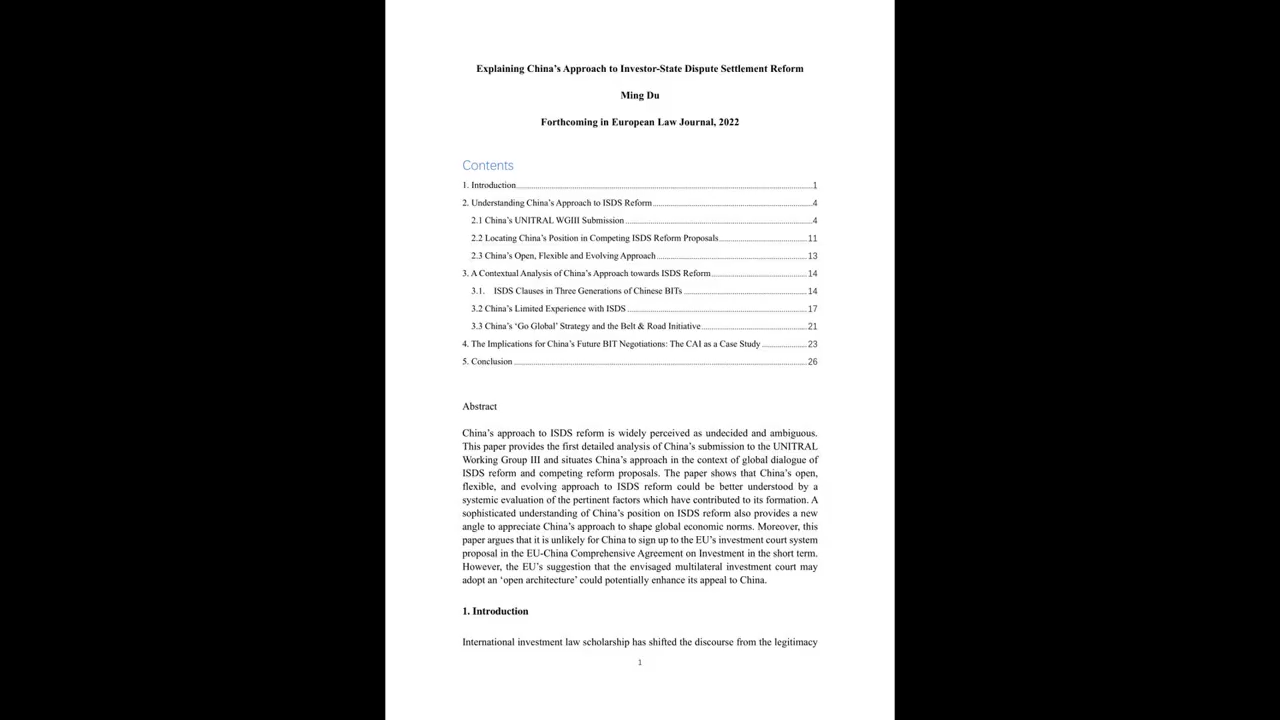 Explaining China's Approach to Investor-State Dispute Settlement Reform
Ming Du
Forthcoming in European Law Journal, 2022
Contents
1. Introduction 1
2. Understanding China's Approach to ISDS Reform 4
2.1 China's UNITRAL WGIII Submission 4
2.2 Locating China's Position in Competing ISDS Reform Proposals 11
2.3 China's Open, Flexible and Evolving Approach 13
3. A Contextual Analysis of China's Approach towards ISDS Reform 14
3.1. ISDS Clauses in Three Generations of Chinese BITs 14
3.2 China's Limited Experience with ISDS 17
3.3 China's 'Go Global' Strategy and the Belt & Road Initiative 21
4. The Implications for China's Future BIT Negotiations: The CAI as a Case Study 23
5. Conclusion 26
Abstract
China's approach to ISDS reform is widely perceived as undecided and ambiguous.
This paper provides the first detailed analysis of China's submission to the UNITRAL
Working Group III and situates China's approach in the context of global dialogue of
ISDS reform and competing reform proposals. The paper shows that China's open,
flexible, and evolving approach to ISDS reform could be better understood by a
systemic evaluation of the pertinent factors which have contributed to its formation. A
sophisticated understanding of China's position on ISDS reform also provides a new
angle to appreciate China's approach to shape global economic norms. Moreover, this
paper argues that it is unlikely for China to sign up to the EU's investment court system
proposal in the EU-China Comprehensive Agreement on Investment in the short term.
However, the EU's suggestion that the envisaged multilateral investment court may
adopt an 'open architecture' could potentially enhance its appeal to China.
1. Introduction
International investment law scholarship has shifted the discourse from the legitimacy
1